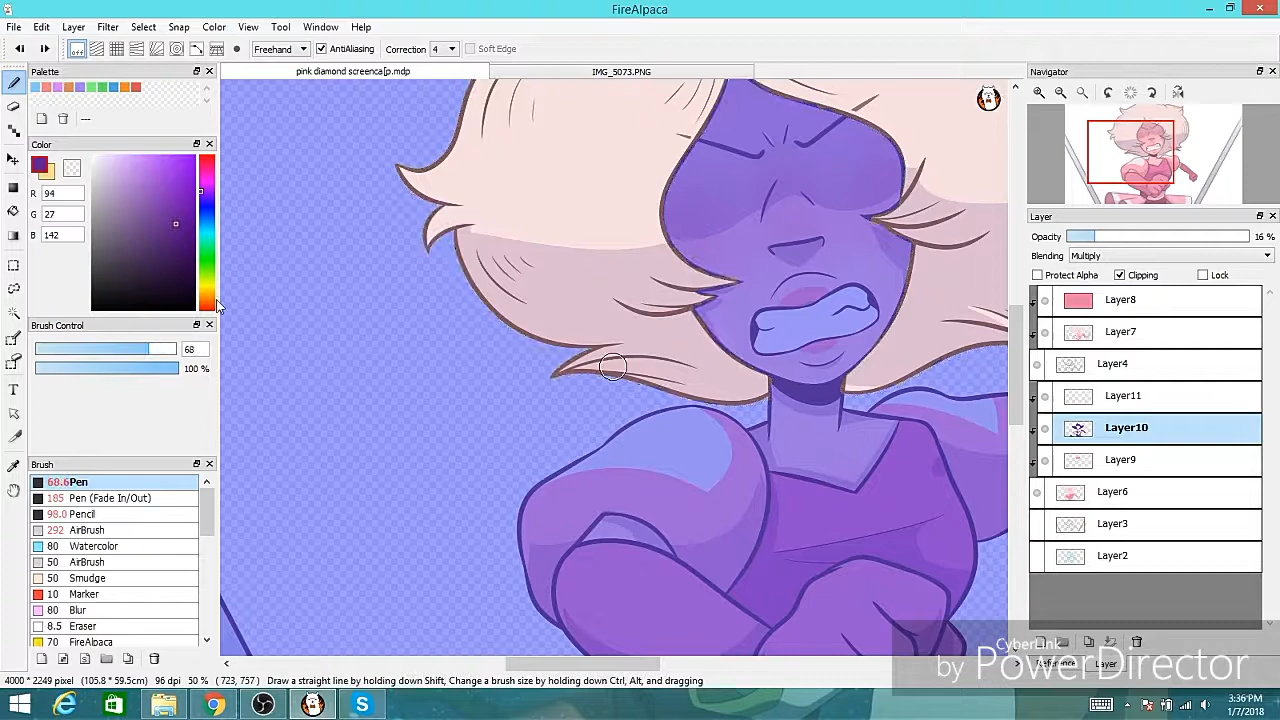 FireAlpaca
File Edit Layer Filter Select Snap Color View Tool Window Help
off Freehand AntiAliasing Correction 4 Soft Edge
Palette
pink diamond screenca[p.mdp IMG_5073.PNG
Navigator
---
Color
R 94
G 27
B 142
Layer
Opacity 16 %
Blending Multiply
Protect Alpha Clipping Lock
Layer8
Layer7
Layer4
Layer11
Layer10
Layer9
Layer6
Layer3
Layer2
Brush Control
68
100 %
Brush
68.6 Pen
185 Pen (Fade In/Out)
98.0 Pencil
292 AirBrush
80 Watercolor
50 AirBrush
50 Smudge
10 Marker
80 Blur
8.5 Eraser
70 FireAlpaca
CyberLink
by PowerDirector
Reference Layer
4000 * 2249 pixel (105.8 * 59.5cm) 96 dpi 50 % ( 723, 757 ) Draw a straight line by holding down Shift, Change a brush size by holding down Ctrl, Alt, and dragging
3:36 PM
1/7/2018